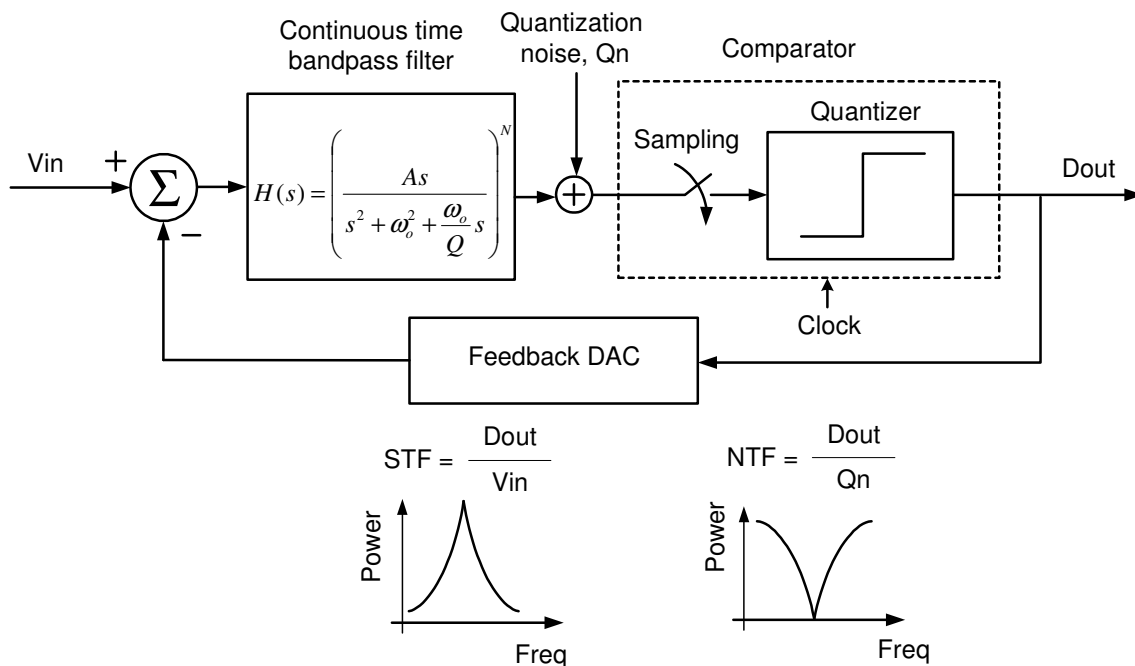 Continuous time
bandpass filter
Quantization
noise, Qn
Comparator
Vin
+
Σ
−
H(s) = ( As / (s² + ωₒ² + (ωₒ/Q) s) )ᴺ
+
Sampling
Quantizer
Dout
Clock
Feedback DAC
STF = Dout / Vin
NTF = Dout / Qn
Power
Freq
Power
Freq